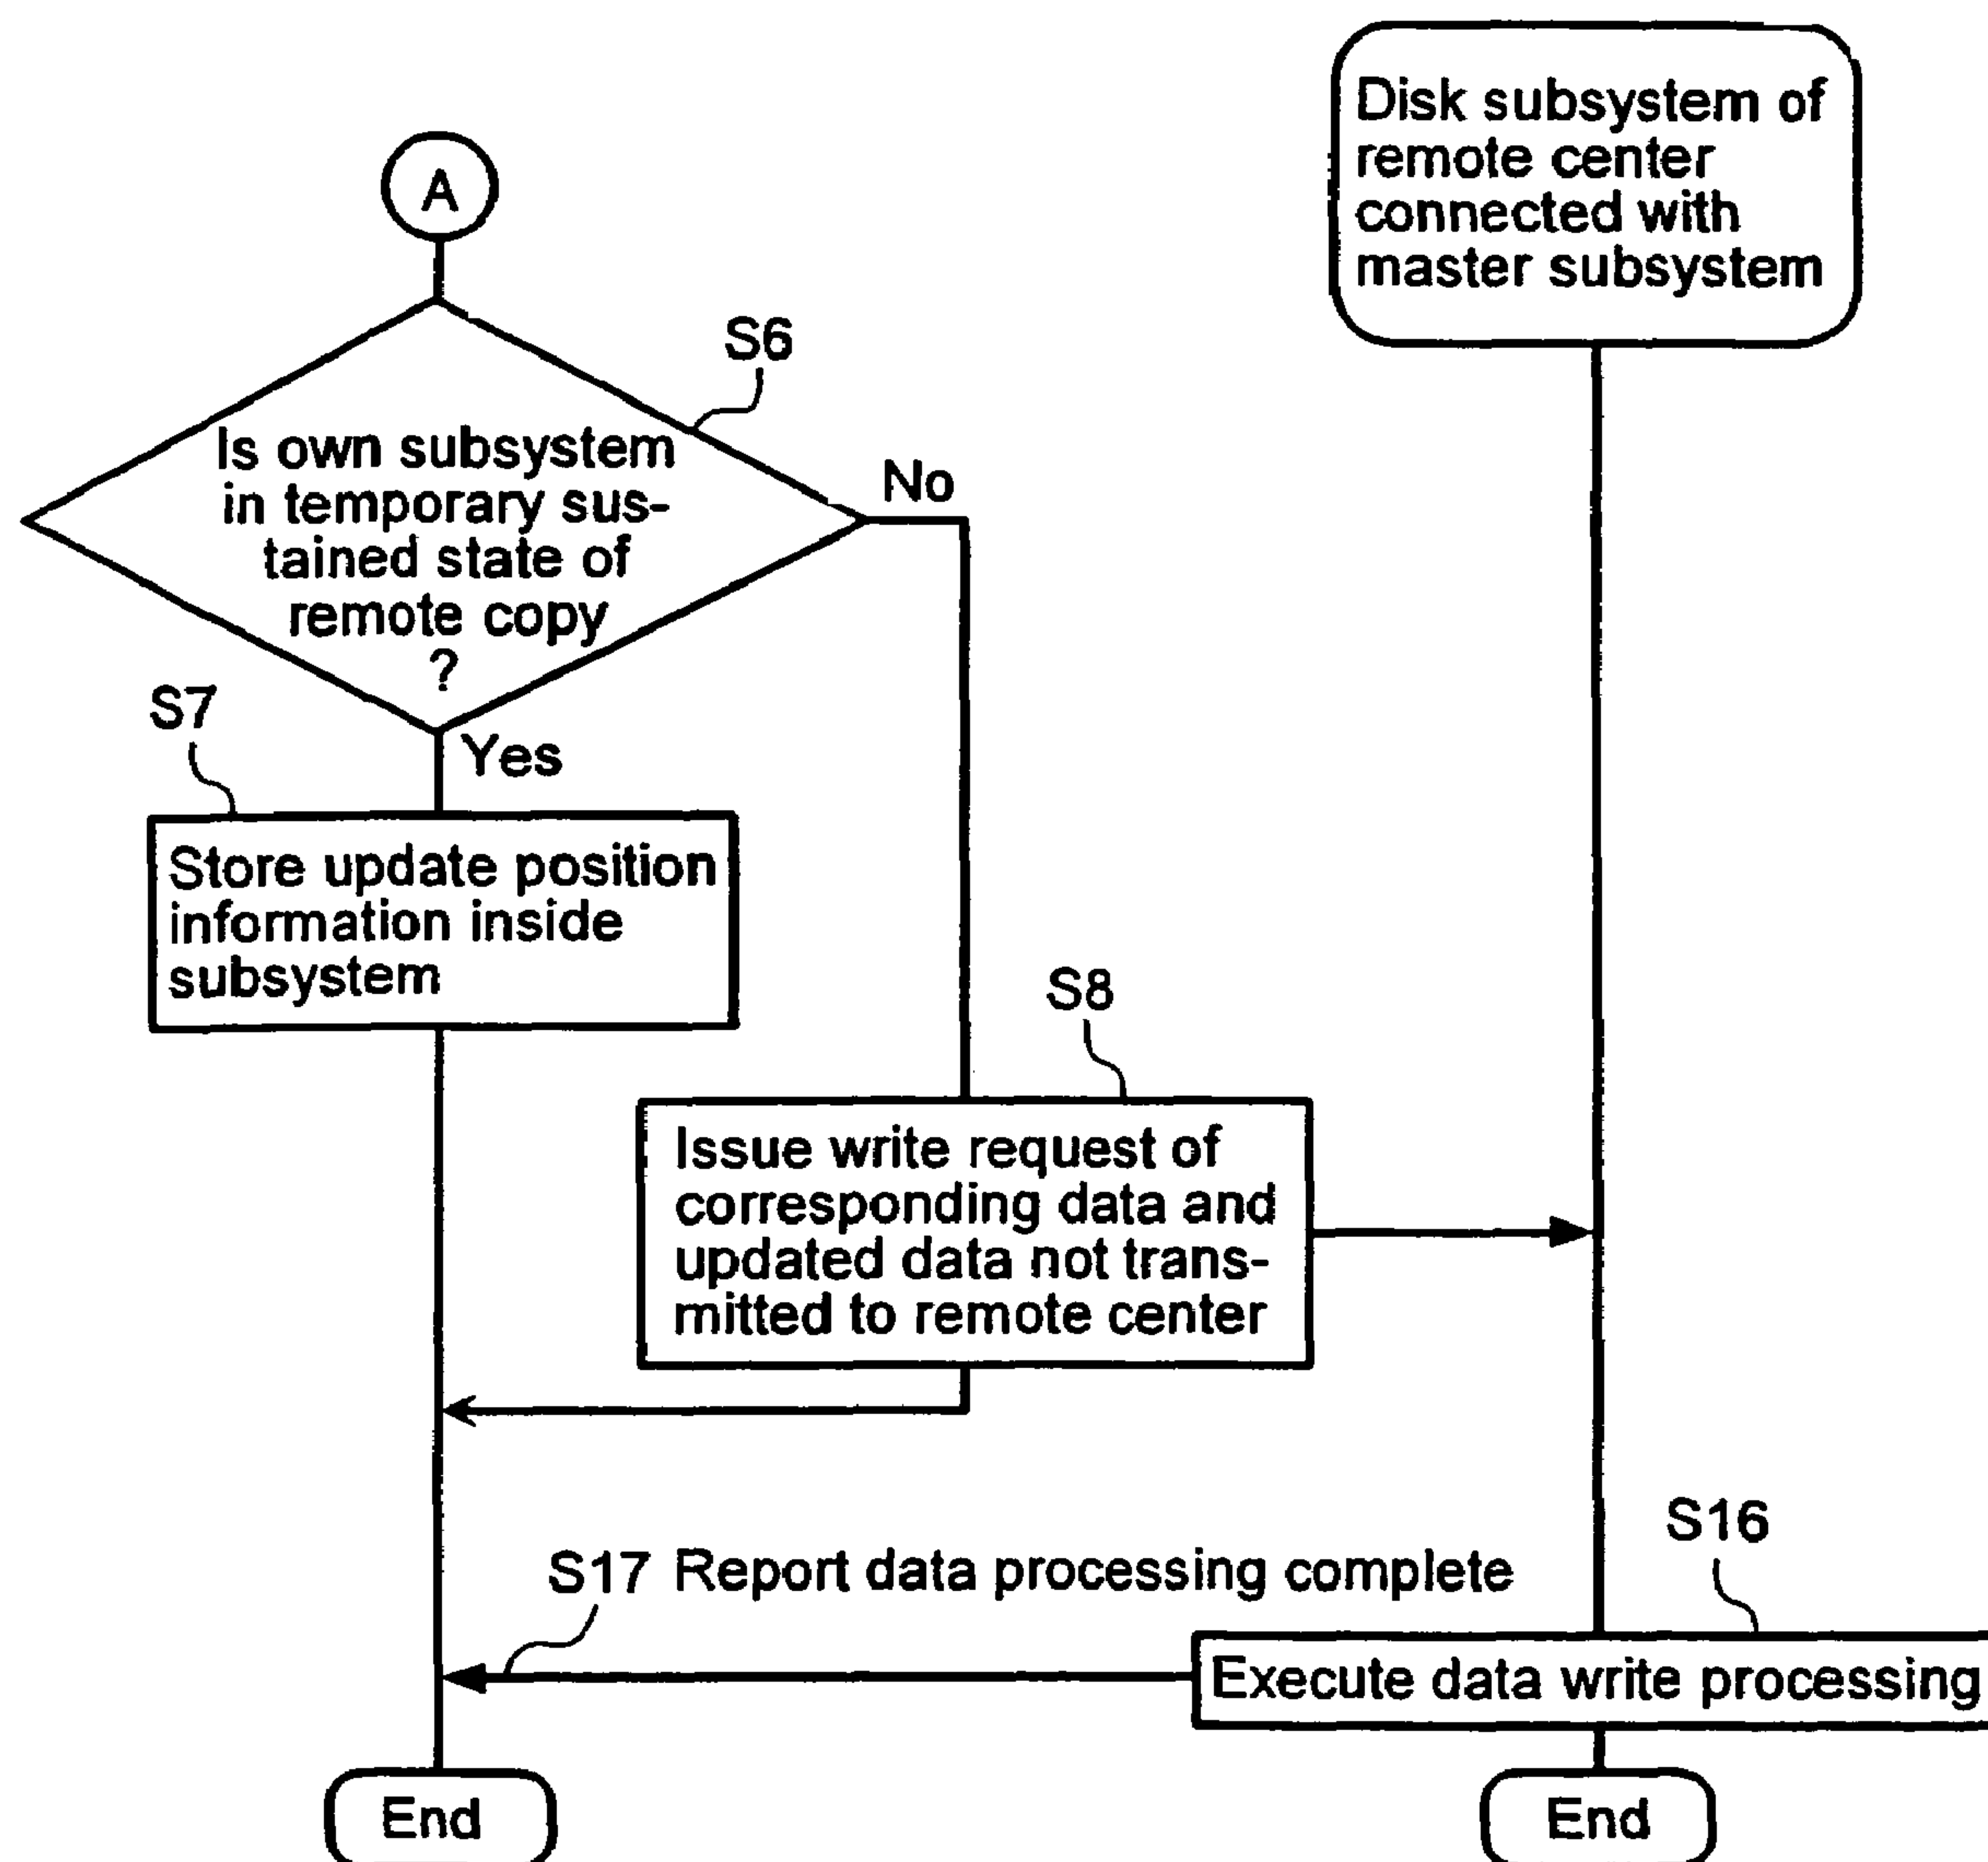 Disk subsystem of
remote center
connected with
master subsystem
A
S6
Is own subsystem
in temporary sus-
tained state of
remote copy
?
No
Yes
S7
Store update position
information inside
subsystem
S8
Issue write request of
corresponding data and
updated data not trans-
mitted to remote center
S16
S17 Report data processing complete
Execute data write processing
End
End